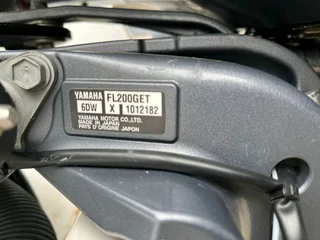 YAMAHA FL200GET
6DW X 1012182
YAMAHA MOTOR CO.,LTD.
MADE IN JAPAN
PAYS D'ORIGINE JAPON